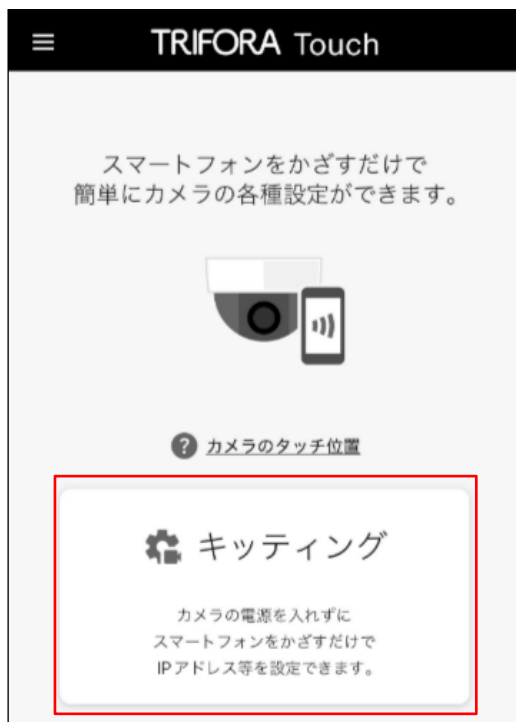 TRIFORA Touch
スマートフォンをかざすだけで
簡単にカメラの各種設定ができます。
? カメラのタッチ位置
キッティング
カメラの電源を入れずに
スマートフォンをかざすだけで
IPアドレス等を設定できます。